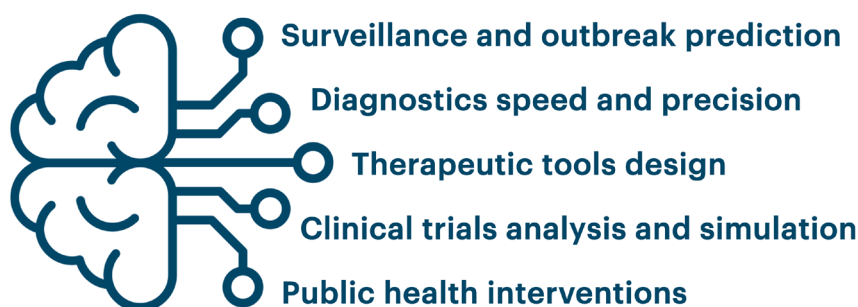 Surveillance and outbreak prediction
Diagnostics speed and precision
Therapeutic tools design
Clinical trials analysis and simulation
Public health interventions